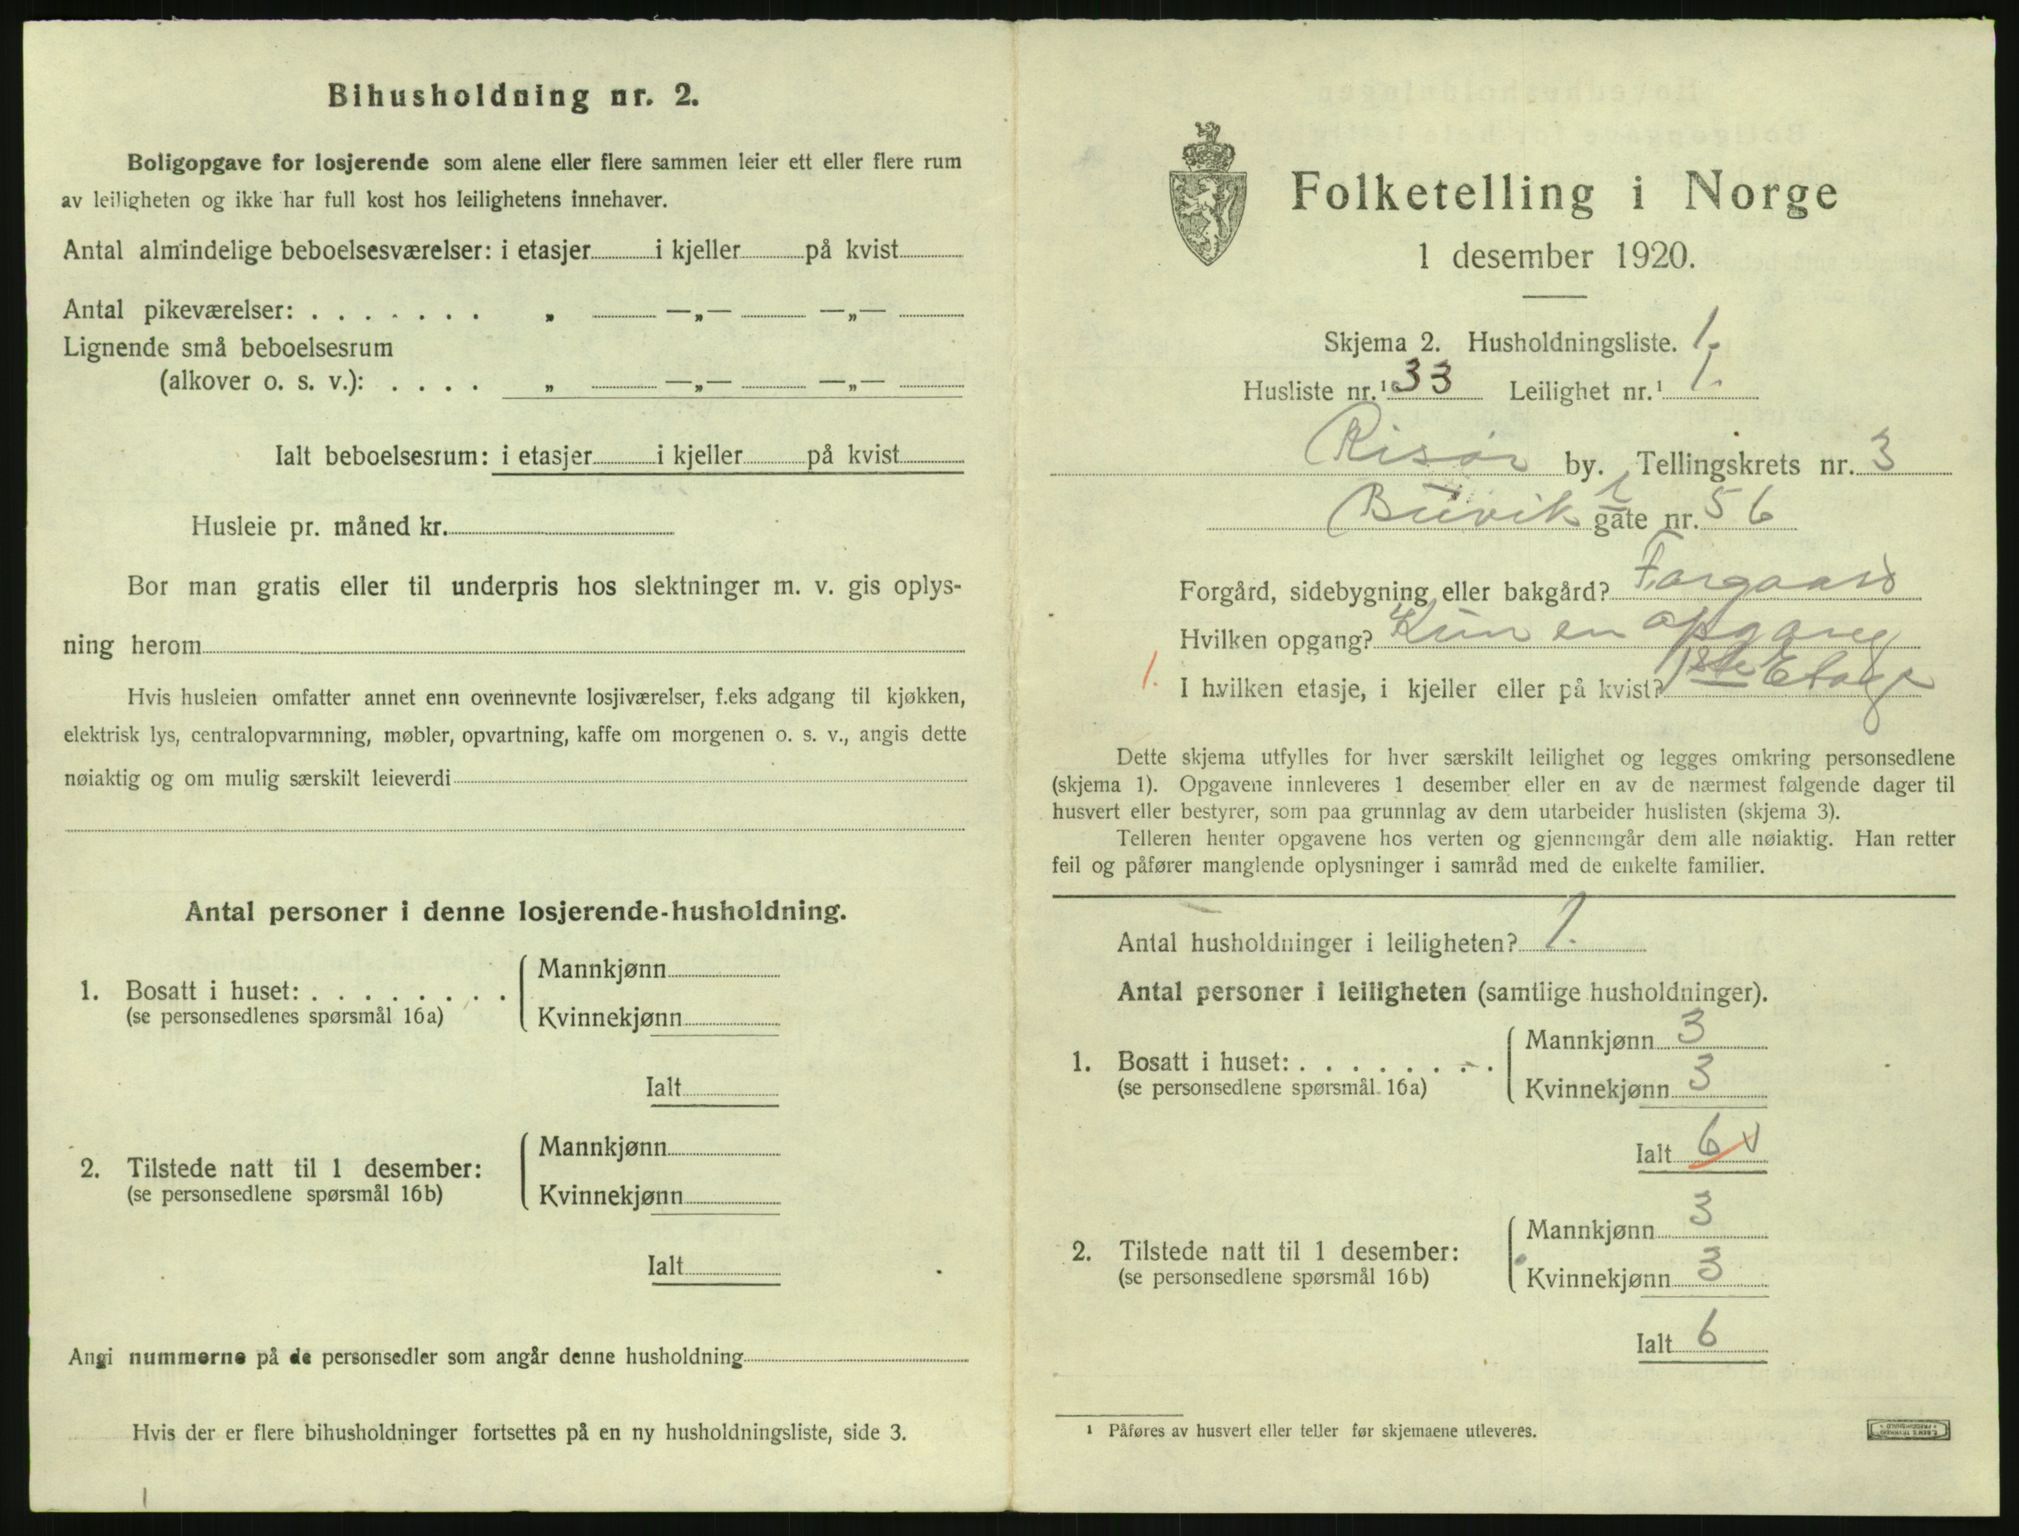 Bihusholdning nr. 2.
Boligopgave for losjerende som alene eller flere sammen leier ett eller flere rum
av leiligheten og ikke har full kost hos leilighetens innehaver.
Antal almindelige beboelsesværelser: i etasjer i kjeller på kvist
Antal pikeværelser: . . . . . . . „ —„— —„—
Lignende små beboelsesrum
(alkover o. s. v.): . . . . „ —„— —„—
Ialt beboelsesrum: i etasjer i kjeller på kvist
Husleie pr. måned kr.
Bor man gratis eller til underpris hos slektninger m. v. gis oplys-
ning herom
Hvis husleien omfatter annet enn ovennevnte losjiværelser, f.eks adgang til kjøkken,
elektrisk lys, centralopvarmning, møbler, opvartning, kaffe om morgenen o. s. v., angis dette
nøiaktig og om mulig særskilt leieverdi
Antal personer i denne losjerende-husholdning.
1. Bosatt i huset: . . . . . . . .
(se personsedlenes spørsmål 16a)
Mannkjønn
Kvinnekjønn
Ialt
2. Tilstede natt til 1 desember:
(se personsedlene spørsmål 16b)
Mannkjønn
Kvinnekjønn
Ialt
Angi nummerne på de personsedler som angår denne husholdning
Hvis der er flere bihusholdninger fortsettes på en ny husholdningsliste, side 3.
Folketelling i Norge
1 desember 1920.
Skjema 2. Husholdningsliste. 1.
Husliste nr.¹ 33 Leilighet nr.¹ 1.
Risør by. Tellingskrets nr. 3
Buvik gate nr. 56
Forgård, sidebygning eller bakgård? Forgaard
Hvilken opgang? Kun en opgang
1. I hvilken etasje, i kjeller eller på kvist? 1ste Etage
Dette skjema utfylles for hver særskilt leilighet og legges omkring personsedlene
(skjema 1). Opgavene innleveres 1 desember eller en av de nærmest følgende dager til
husvert eller bestyrer, som paa grunnlag av dem utarbeider huslisten (skjema 3).
Telleren henter opgavene hos verten og gjennemgår dem alle nøiaktig. Han retter
feil og påfører manglende oplysninger i samråd med de enkelte familier.
Antal husholdninger i leiligheten? 1.
Antal personer i leiligheten (samtlige husholdninger).
1. Bosatt i huset: . . . . . . . .
(se personsedlene spørsmål 16a)
Mannkjønn 3
Kvinnekjønn 3
Ialt 6
2. Tilstede natt til 1 desember:
(se personsedlene spørsmål 16b)
Mannkjønn 3
Kvinnekjønn 3
Ialt 6
¹ Påføres av husvert eller teller før skjemaene utleveres.